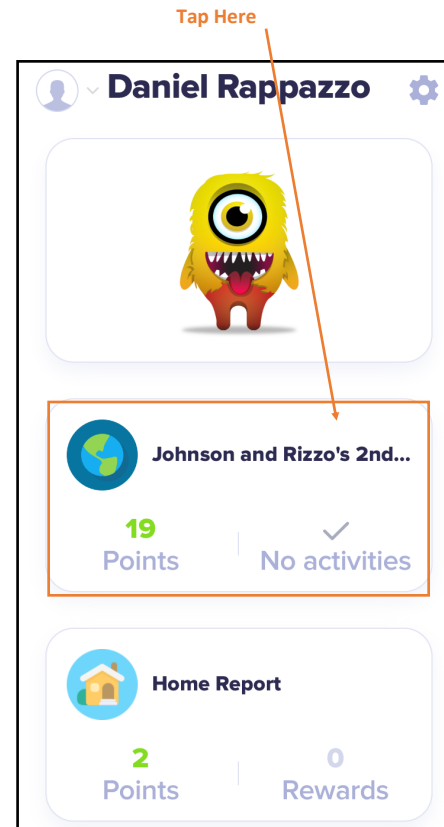 Tap Here
Daniel Rappazzo
Johnson and Rizzo's 2nd...
19
Points
No activities
Home Report
2
Points
0
Rewards